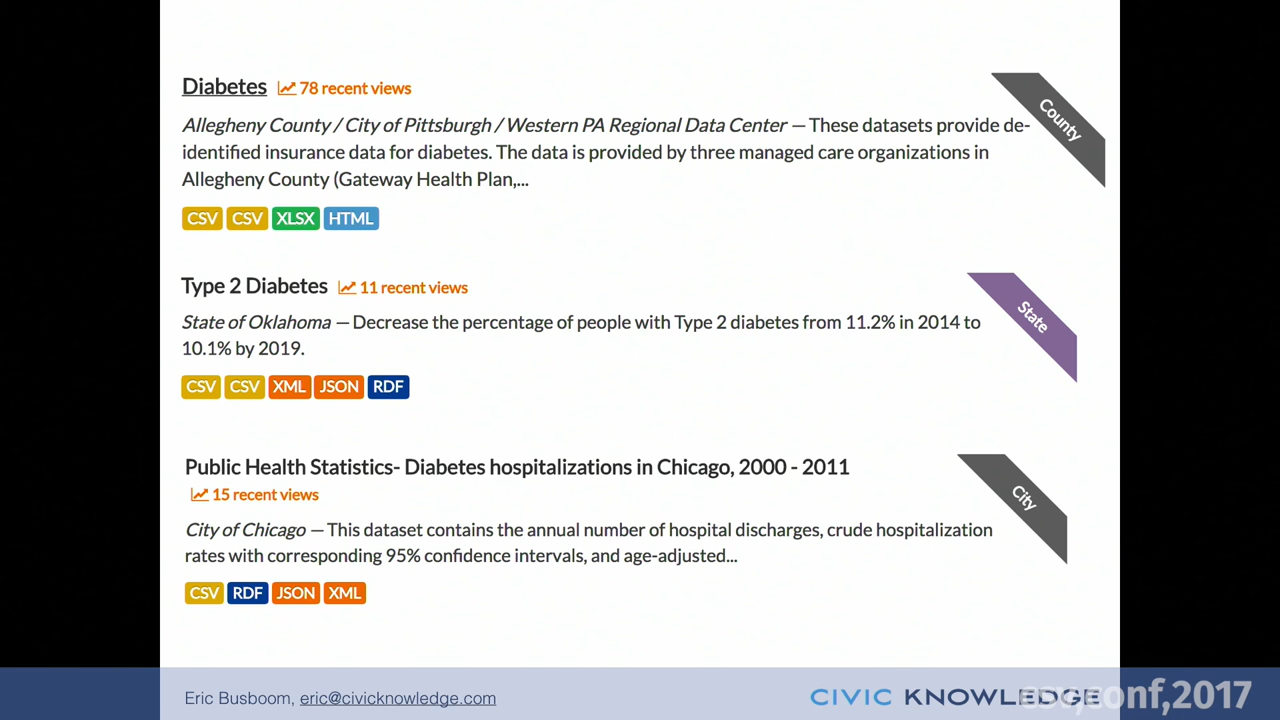 Diabetes 78 recent views
County
Allegheny County / City of Pittsburgh / Western PA Regional Data Center — These datasets provide de-
identified insurance data for diabetes. The data is provided by three managed care organizations in
Allegheny County (Gateway Health Plan,...
CSV CSV XLSX HTML
Type 2 Diabetes 11 recent views
State
State of Oklahoma — Decrease the percentage of people with Type 2 diabetes from 11.2% in 2014 to
10.1% by 2019.
CSV CSV XML JSON RDF
Public Health Statistics- Diabetes hospitalizations in Chicago, 2000 - 2011
15 recent views
City
City of Chicago — This dataset contains the annual number of hospital discharges, crude hospitalization
rates with corresponding 95% confidence intervals, and age-adjusted...
CSV RDF JSON XML
Eric Busboom, eric@civicknowledge.com
CIVIC KNOWLEDGE
csv,conf,2017